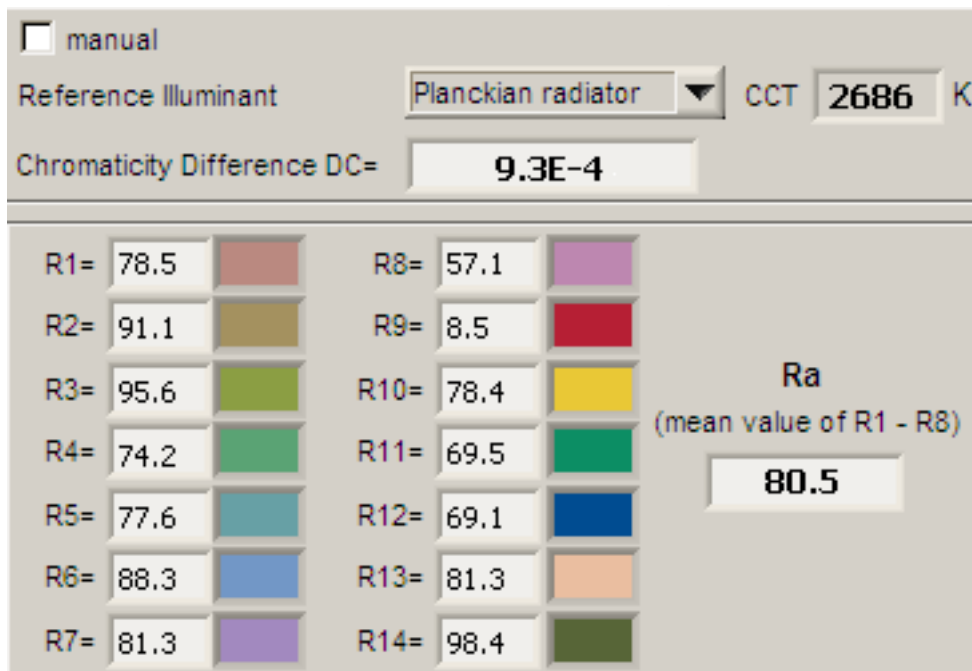 manual
Reference Illuminant Planckian radiator CCT 2686 K
Chromaticity Difference DC= 9.3E-4
R1= 78.5 R8= 57.1
R2= 91.1 R9= 8.5
R3= 95.6 R10= 78.4
R4= 74.2 R11= 69.5
R5= 77.6 R12= 69.1
R6= 88.3 R13= 81.3
R7= 81.3 R14= 98.4
Ra
(mean value of R1 - R8)
80.5